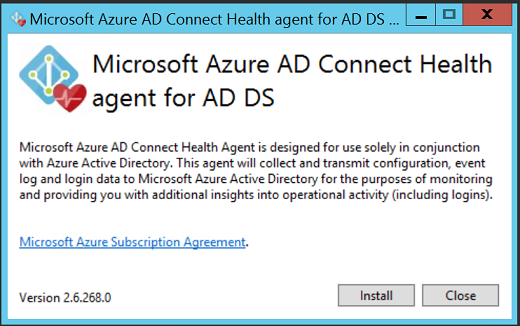 Microsoft Azure AD Connect Health agent for AD DS ...
Microsoft Azure AD Connect Health
agent for AD DS
Microsoft Azure AD Connect Health Agent is designed for use solely in conjunction
with Azure Active Directory. This agent will collect and transmit configuration, event
log and login data to Microsoft Azure Active Directory for the purposes of monitoring
and providing you with additional insights into operational activity (including logins).
Microsoft Azure Subscription Agreement.
Version 2.6.268.0
Install
Close